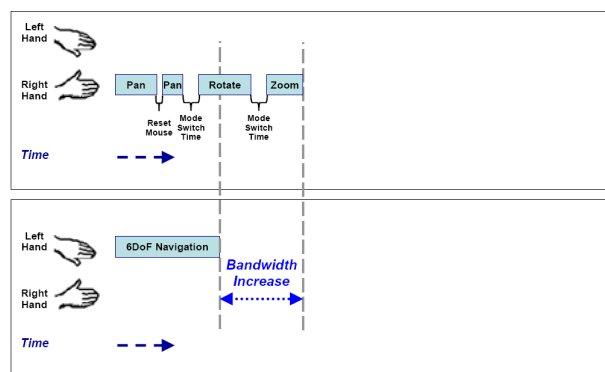 Left
Hand
Right
Hand
Pan
Pan
Rotate
Zoom
Reset
Mouse
Mode
Switch
Time
Mode
Switch
Time
Time
Left
Hand
6DoF Navigation
Bandwidth
Increase
Right
Hand
Time